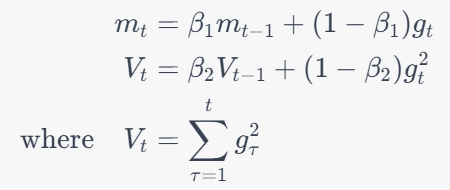 m_t = β_1 m_{t−1} + (1 − β_1)g_t
V_t = β_2 V_{t−1} + (1 − β_2)g_t^2
where V_t = \sum_{τ=1}^{t} g_τ^2